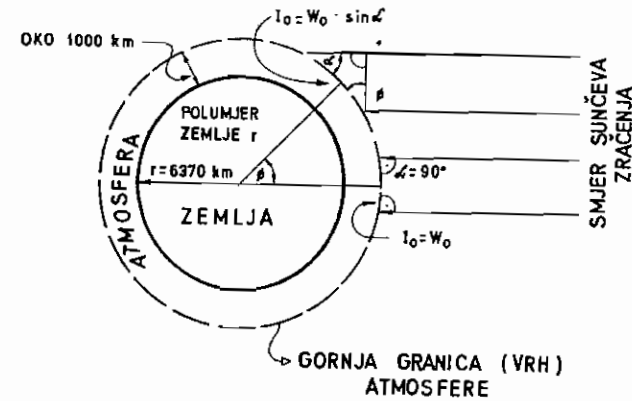 I₀ = W₀ · sin α
OKO 1000 km
α
ϕ
POLUMJER
ZEMLJE r
ϕ
r = 6370 km
α = 90°
ZEMLJA
ATMOSFERA
I₀ = W₀
SMJER SUNČEVA
ZRAČENJA
GORNJA GRANICA (VRH)
ATMOSFERE